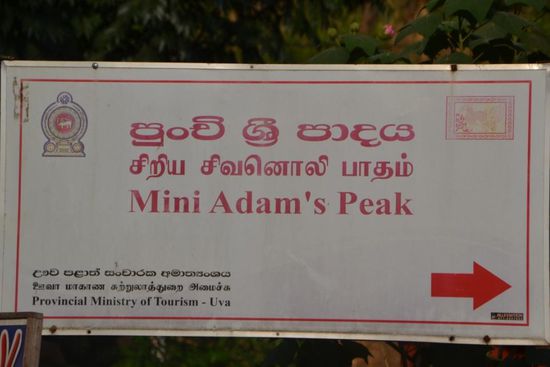 පුංචි ශ්‍රී පාදය
சிறிய சிவனொலி பாதம்
Mini Adam's Peak
ඌව පළාත් සංචාරක අමාත්‍යංශය
ஊவா மாகாண சுற்றுலாத்துறை அமைச்சு
Provincial Ministry of Tourism - Uva